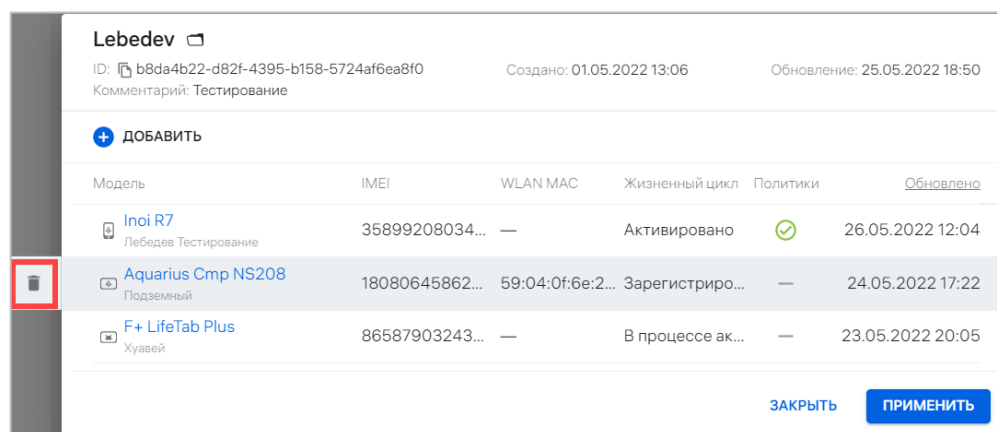 Lebedev
ID: b8da4b22-d82f-4395-b158-5724af6ea8f0 Создано: 01.05.2022 13:06 Обновление: 25.05.2022 18:50
Комментарий: Тестирование
ДОБАВИТЬ
Модель IMEI WLAN MAC Жизненный цикл Политики Обновлено
Inoi R7 35899208034... — Активировано 26.05.2022 12:04
Лебедев Тестирование
Aquarius Cmp NS208 18080645862... 59:04:0f:6e:2... Зарегистриро... — 24.05.2022 17:22
Подземный
F+ LifeTab Plus 86587903243... — В процессе ак... — 23.05.2022 20:05
Хуавей
ЗАКРЫТЬ ПРИМЕНИТЬ